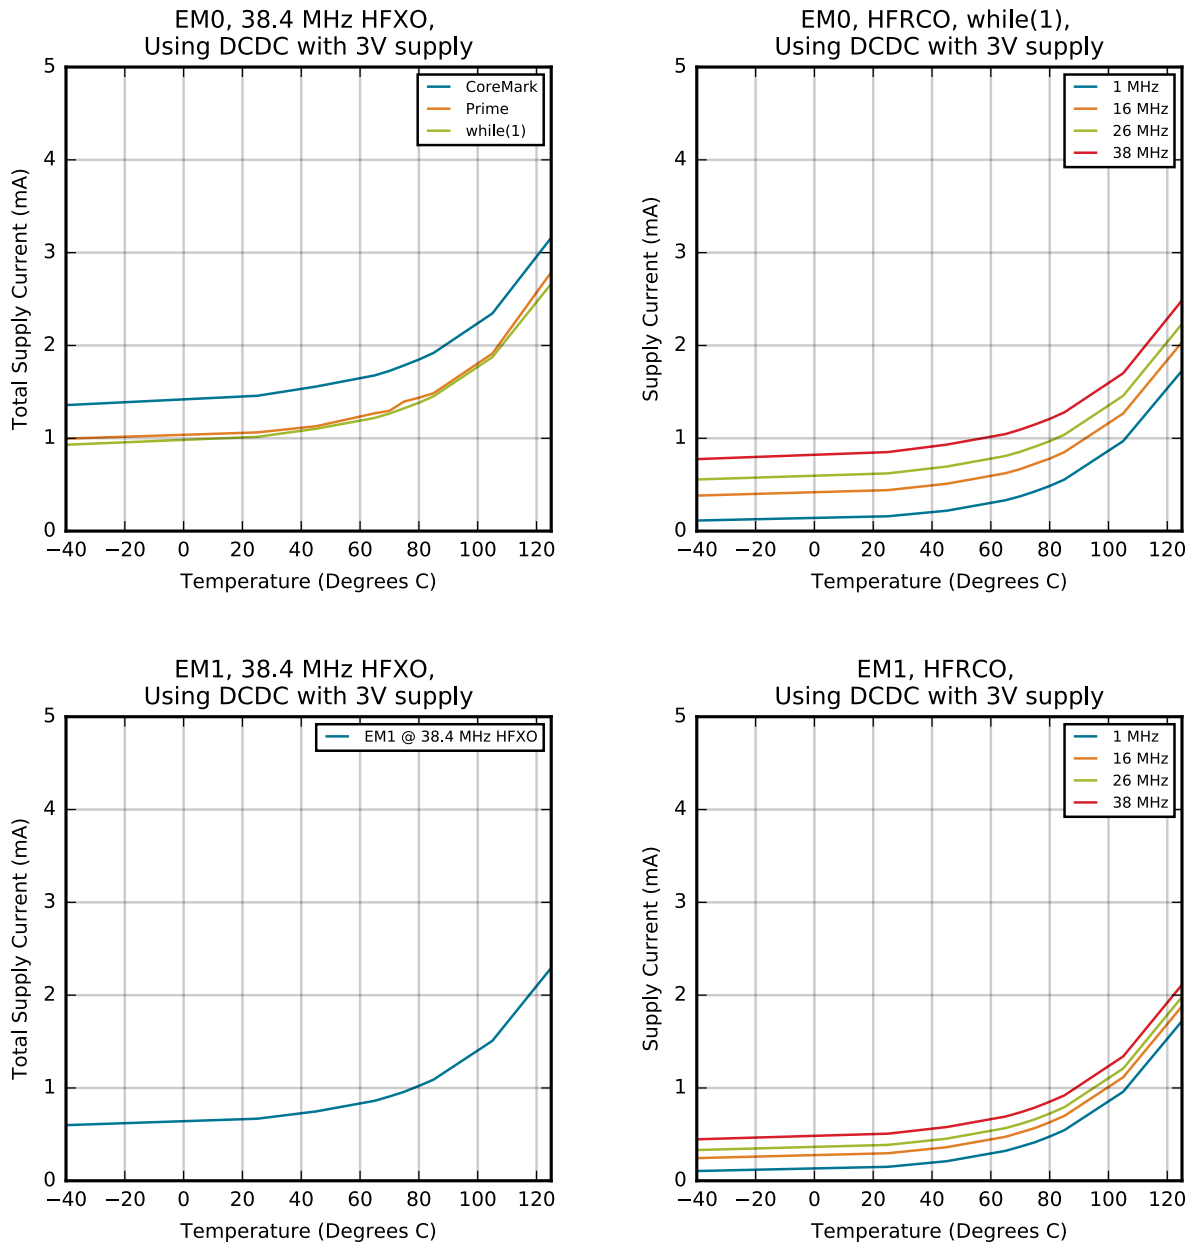 EM0, 38.4 MHz HFXO,
Using DCDC with 3V supply
Total Supply Current (mA)
5
4
3
2
1
0
CoreMark
Prime
while(1)
−40 −20 0 20 40 60 80 100 120
Temperature (Degrees C)
EM0, HFRCO, while(1),
Using DCDC with 3V supply
Supply Current (mA)
5
4
3
2
1
0
1 MHz
16 MHz
26 MHz
38 MHz
−40 −20 0 20 40 60 80 100 120
Temperature (Degrees C)
EM1, 38.4 MHz HFXO,
Using DCDC with 3V supply
Total Supply Current (mA)
5
4
3
2
1
0
EM1 @ 38.4 MHz HFXO
−40 −20 0 20 40 60 80 100 120
Temperature (Degrees C)
EM1, HFRCO,
Using DCDC with 3V supply
Supply Current (mA)
5
4
3
2
1
0
1 MHz
16 MHz
26 MHz
38 MHz
−40 −20 0 20 40 60 80 100 120
Temperature (Degrees C)